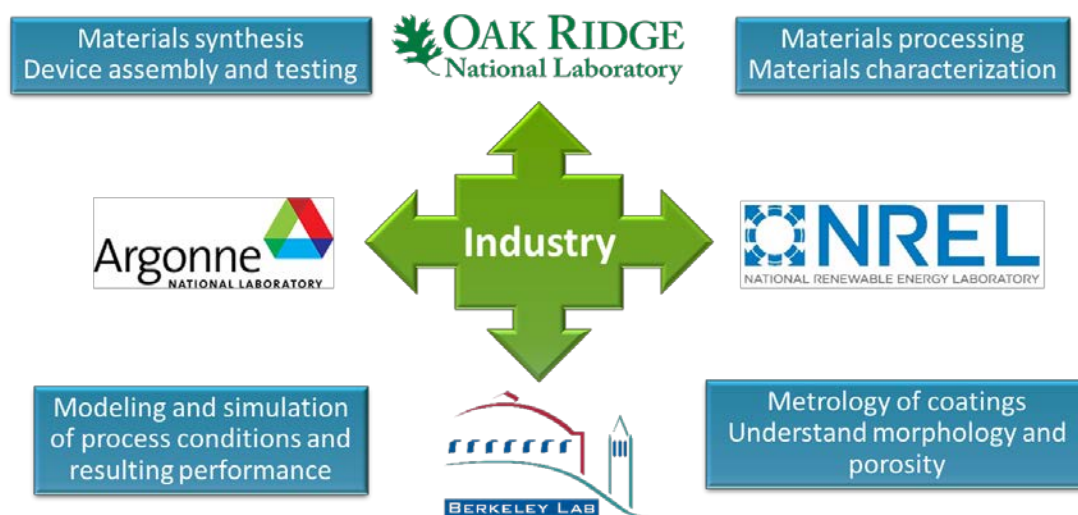 Materials synthesis
Device assembly and testing
OAK RIDGE
National Laboratory
Materials processing
Materials characterization
Argonne
NATIONAL LABORATORY
Industry
NREL
NATIONAL RENEWABLE ENERGY LABORATORY
Modeling and simulation
of process conditions and
resulting performance
BERKELEY LAB
Metrology of coatings
Understand morphology and
porosity